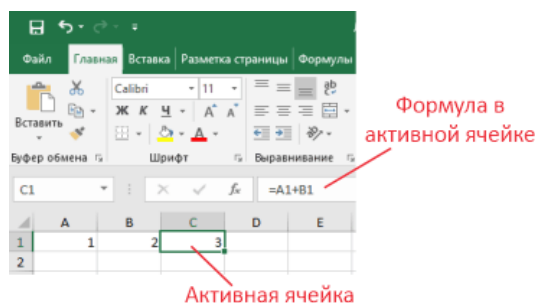 Файл Главная Вставка Разметка страницы Формулы
Calibri 11
Вставить
Ж К Ч А А А
Буфер обмена Шрифт Выравнивание
Формула в
активной ячейке
C1 fx =A1+B1
A B C D E
1 1 2 3
2
Активная ячейка